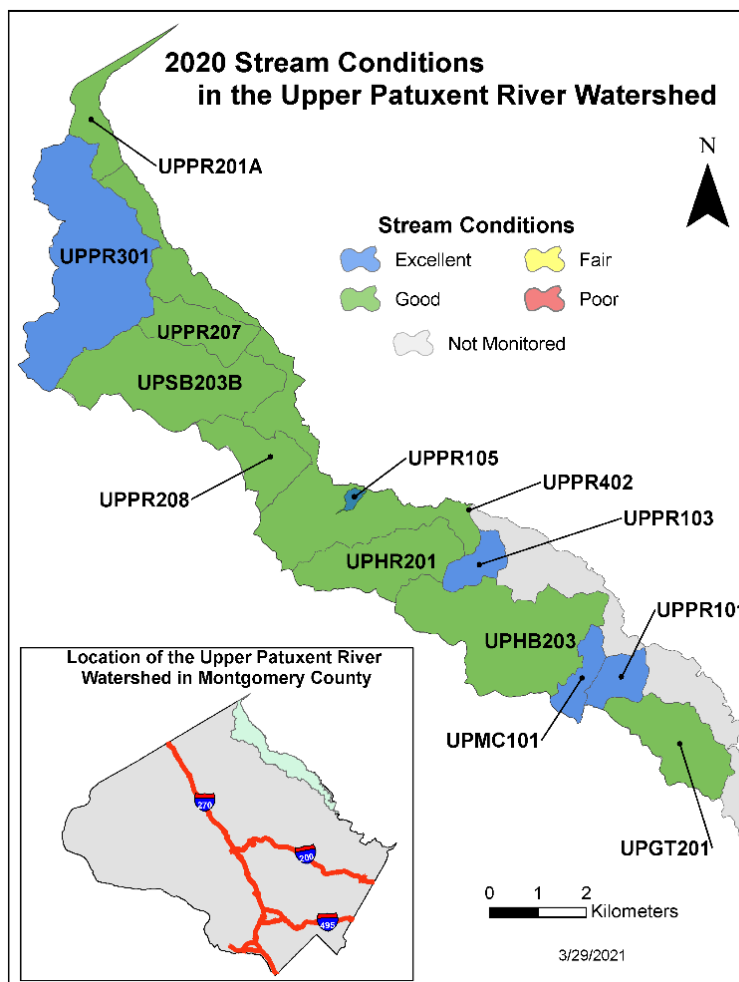 2020 Stream Conditions
in the Upper Patuxent River Watershed
N
UPPR201A
UPPR301
Stream Conditions
Excellent
Fair
Good
Poor
Not Monitored
UPPR207
UPSB203B
UPPR105
UPPR208
UPPR402
UPPR103
UPHR201
UPPR101
UPHB203
UPMC101
UPGT201
Location of the Upper Patuxent River
Watershed in Montgomery County
270
200
495
0 1 2
Kilometers
3/29/2021